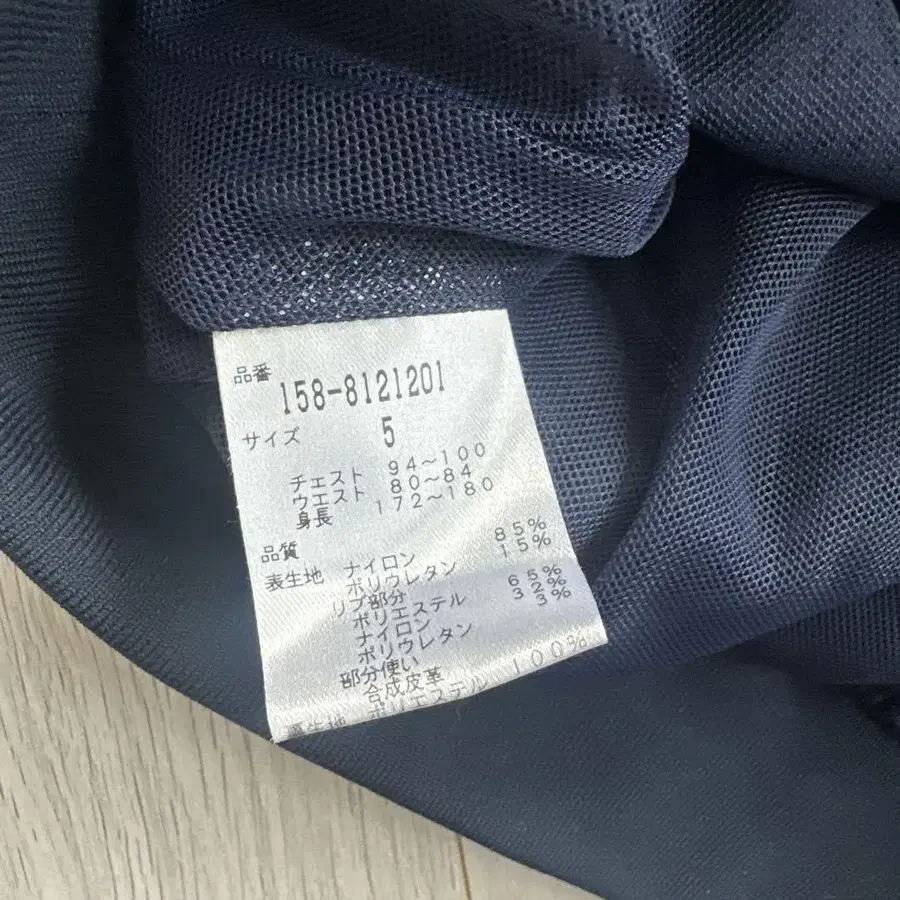 品番 158-8121201
サイズ 5
チェスト 94～100
ウエスト 80～84
身長 172～180
品質
表生地 ナイロン 85%
ポリウレタン 15%
リブ部分
ポリエステル 65%
ナイロン 32%
ポリウレタン 3%
部分使い
合成皮革
裏生地 ポリエステル 100%